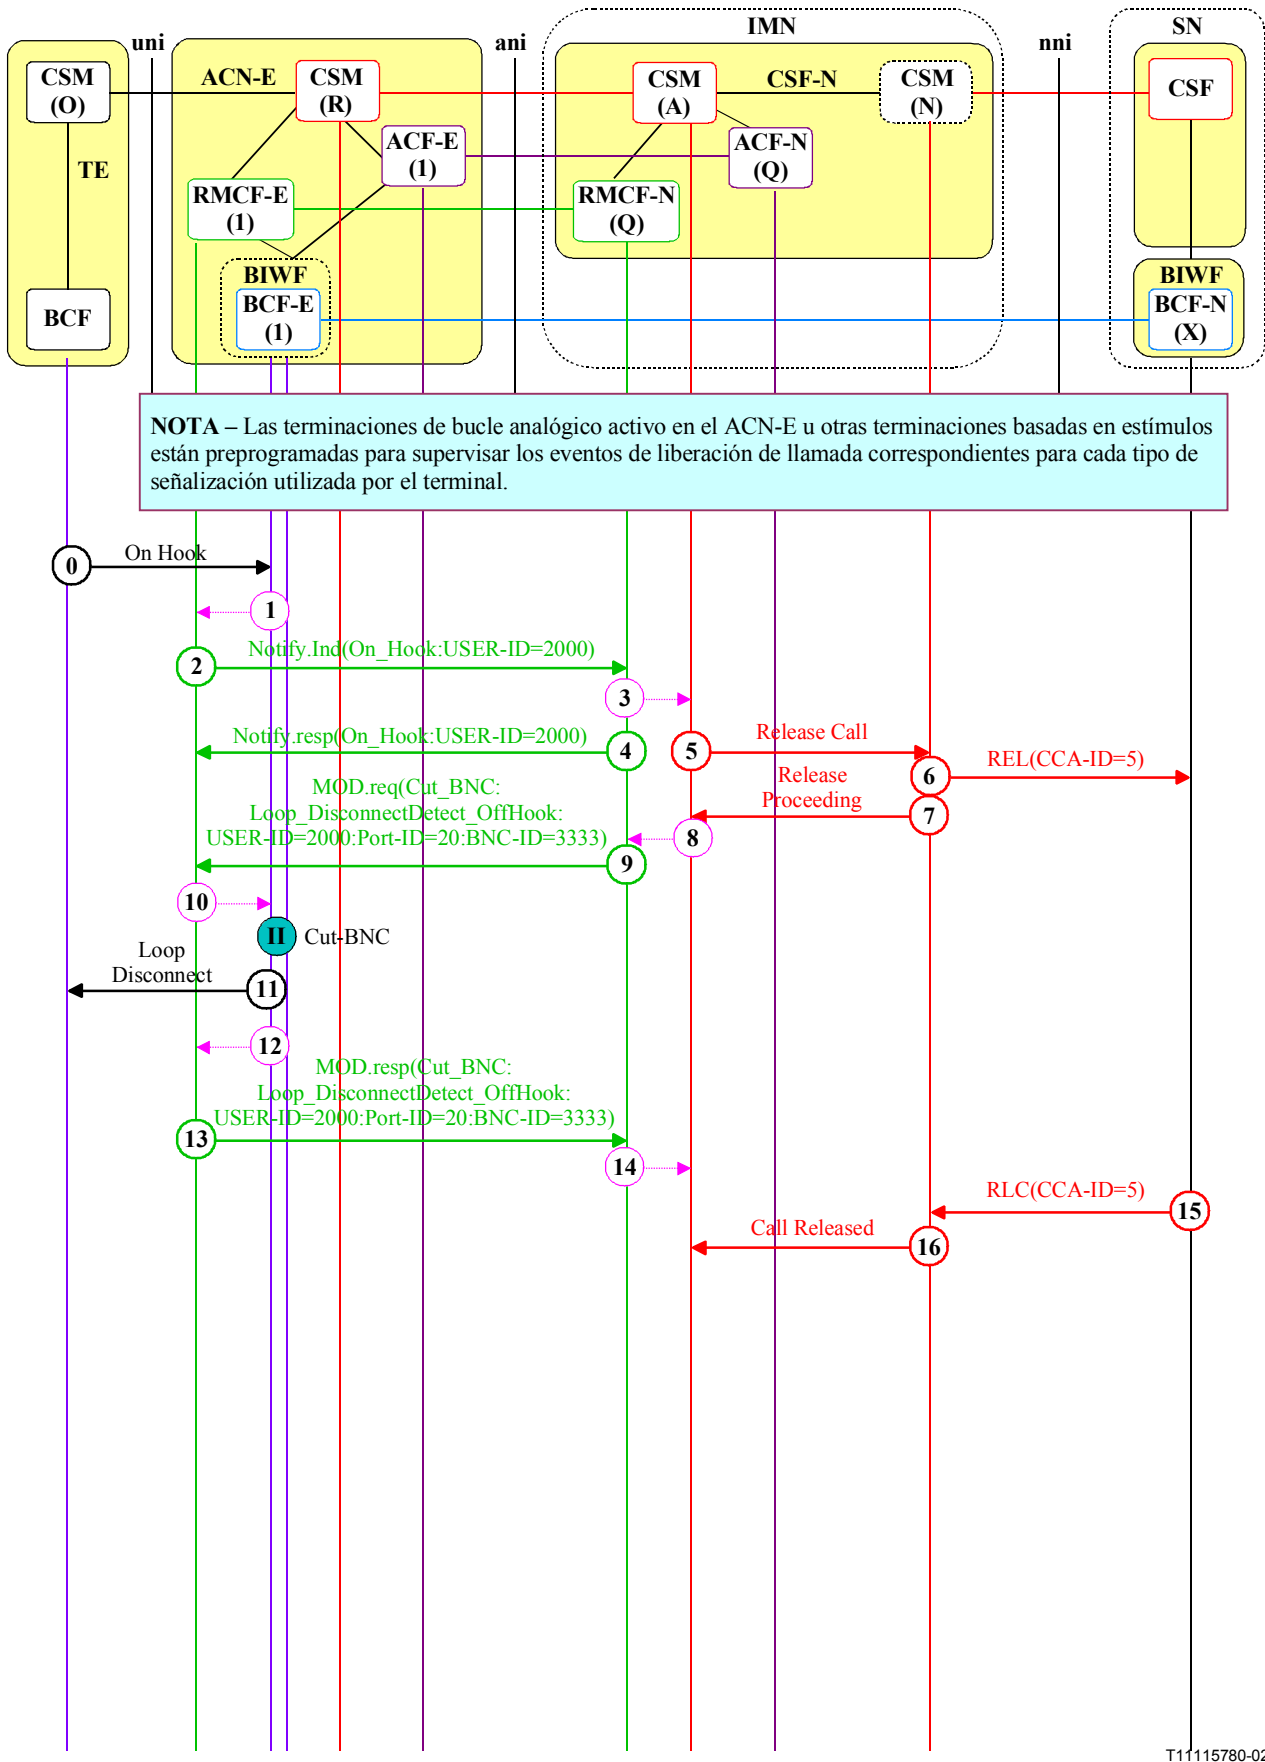 IMN
SN
uni
ani
nni
CSM
(O)
ACN-E
CSM
(R)
CSM
(A)
CSF-N
CSM
(N)
CSF
TE
ACF-E
(1)
ACF-N
(Q)
RMCF-E
(1)
RMCF-N
(Q)
BIWF
BIWF
BCF
BCF-E
(1)
BCF-N
(X)
NOTA – Las terminaciones de bucle analógico activo en el ACN-E u otras terminaciones basadas en estímulos
están preprogramadas para supervisar los eventos de liberación de llamada correspondientes para cada tipo de
señalización utilizada por el terminal.
0
On Hook
1
2
Notify.Ind(On_Hook:USER-ID=2000)
3
Notify.resp(On_Hook:USER-ID=2000)
4
5
Release Call
6
REL(CCA-ID=5)
Release
Proceeding
7
MOD.req(Cut_BNC:
Loop_DisconnectDetect_OffHook:
USER-ID=2000:Port-ID=20:BNC-ID=3333)
8
9
10
II
Cut-BNC
Loop
Disconnect
11
12
MOD.resp(Cut_BNC:
Loop_DisconnectDetect_OffHook:
USER-ID=2000:Port-ID=20:BNC-ID=3333)
13
14
RLC(CCA-ID=5)
15
Call Released
16
T11115780-02